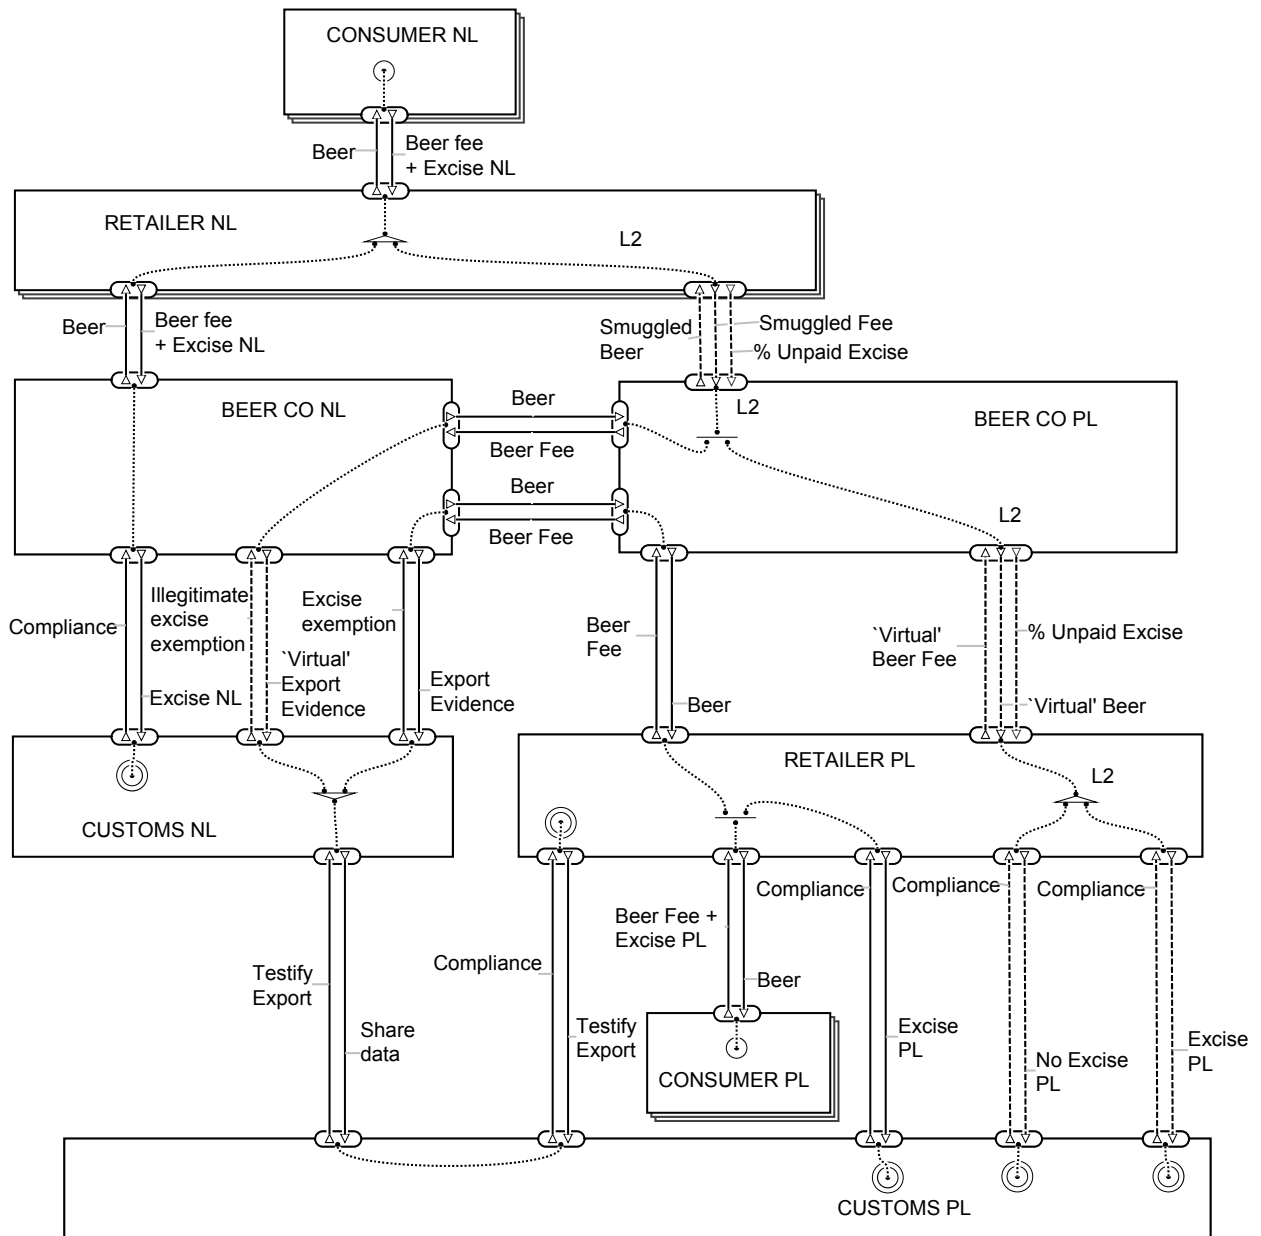 CONSUMER NL
Beer
Beer fee
+ Excise NL
RETAILER NL
L2
Beer
Beer fee
+ Excise NL
Smuggled
Beer
Smuggled Fee
% Unpaid Excise
BEER CO NL
Beer
Beer Fee
Beer
Beer Fee
L2
BEER CO PL
L2
Compliance
Illegitimate
excise
exemption
Excise
exemption
Excise NL
`Virtual'
Export
Evidence
Export
Evidence
Beer
Fee
Beer
`Virtual'
Beer Fee
% Unpaid Excise
`Virtual' Beer
CUSTOMS NL
RETAILER PL
L2
Testify
Export
Share
data
Compliance
Testify
Export
Beer Fee +
Excise PL
Beer
Compliance
Excise
PL
Compliance
No Excise
PL
Compliance
Excise
PL
CONSUMER PL
CUSTOMS PL